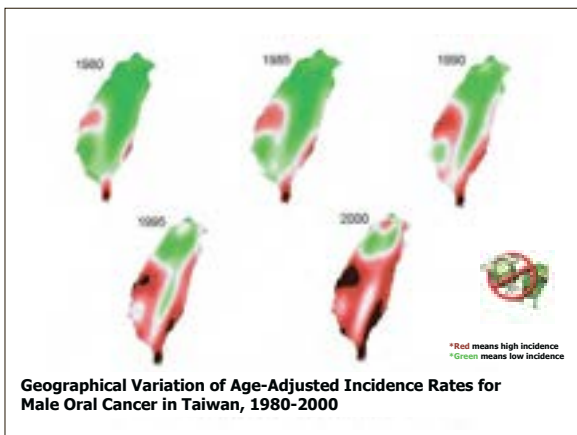 1980
1985
1990
1995
2000
*Red means high incidence
*Green means low incidence
Geographical Variation of Age-Adjusted Incidence Rates for
Male Oral Cancer in Taiwan, 1980-2000